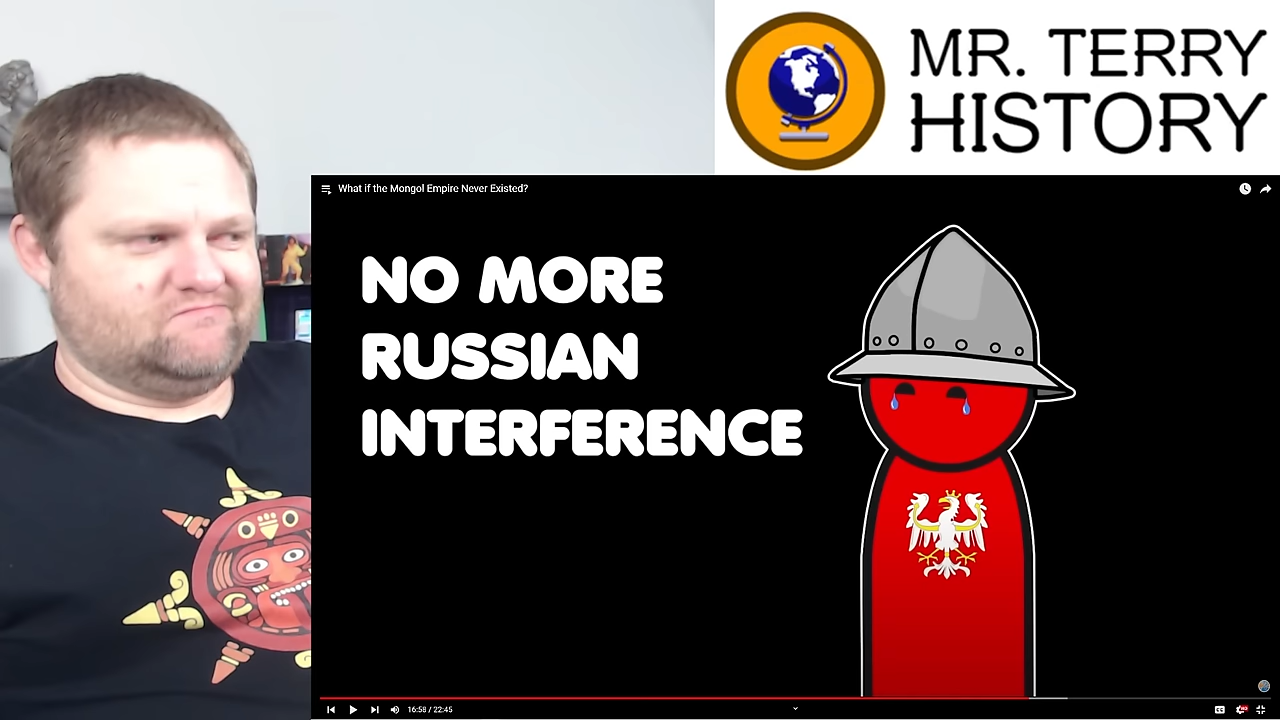 MR. TERRY
HISTORY
What if the Mongol Empire Never Existed?
NO MORE
RUSSIAN
INTERFERENCE
16:58 / 22:45